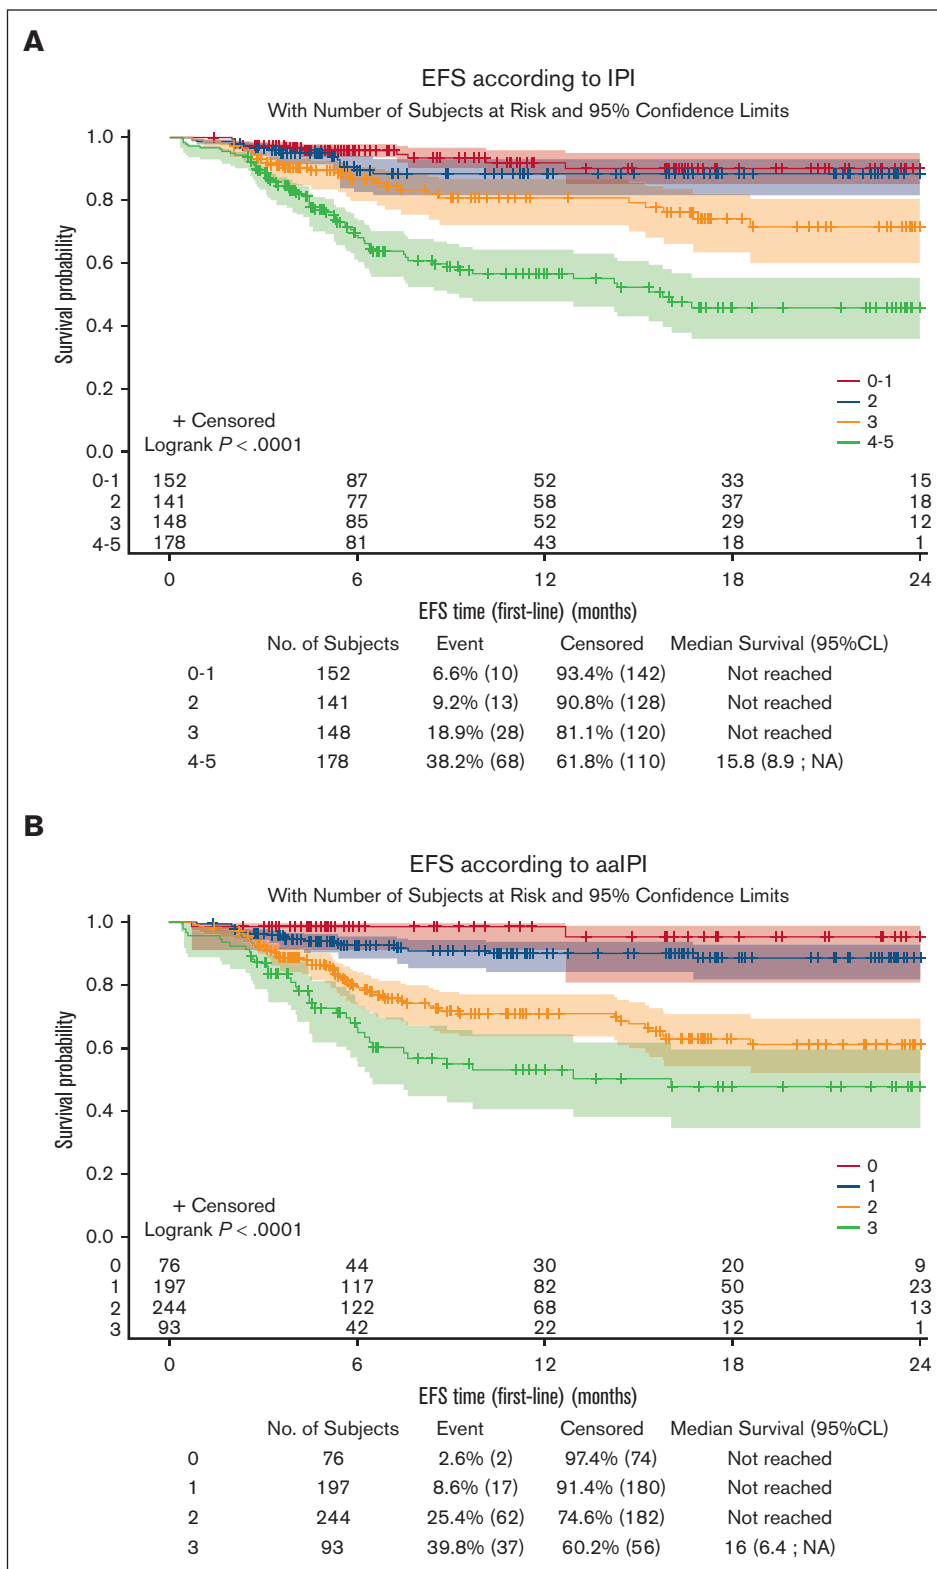 A
EFS according to IPI
With Number of Subjects at Risk and 95% Confidence Limits
1.0
0.8
0.6
0.4
0.2
0.0
Survival probability
0-1
2
3
4-5
+ Censored
Logrank P < .0001
0-1 152 87 52 33 15
2 141 77 58 37 18
3 148 85 52 29 12
4-5 178 81 43 18 1
0 6 12 18 24
EFS time (first-line) (months)
No. of Subjects Event Censored Median Survival (95%CL)
0-1 152 6.6% (10) 93.4% (142) Not reached
2 141 9.2% (13) 90.8% (128) Not reached
3 148 18.9% (28) 81.1% (120) Not reached
4-5 178 38.2% (68) 61.8% (110) 15.8 (8.9 ; NA)
B
EFS according to aaIPI
With Number of Subjects at Risk and 95% Confidence Limits
1.0
0.8
0.6
0.4
0.2
0.0
Survival probability
0
1
2
3
+ Censored
Logrank P < .0001
0 76 44 30 20 9
1 197 117 82 50 23
2 244 122 68 35 13
3 93 42 22 12 1
0 6 12 18 24
EFS time (first-line) (months)
No. of Subjects Event Censored Median Survival (95%CL)
0 76 2.6% (2) 97.4% (74) Not reached
1 197 8.6% (17) 91.4% (180) Not reached
2 244 25.4% (62) 74.6% (182) Not reached
3 93 39.8% (37) 60.2% (56) 16 (6.4 ; NA)